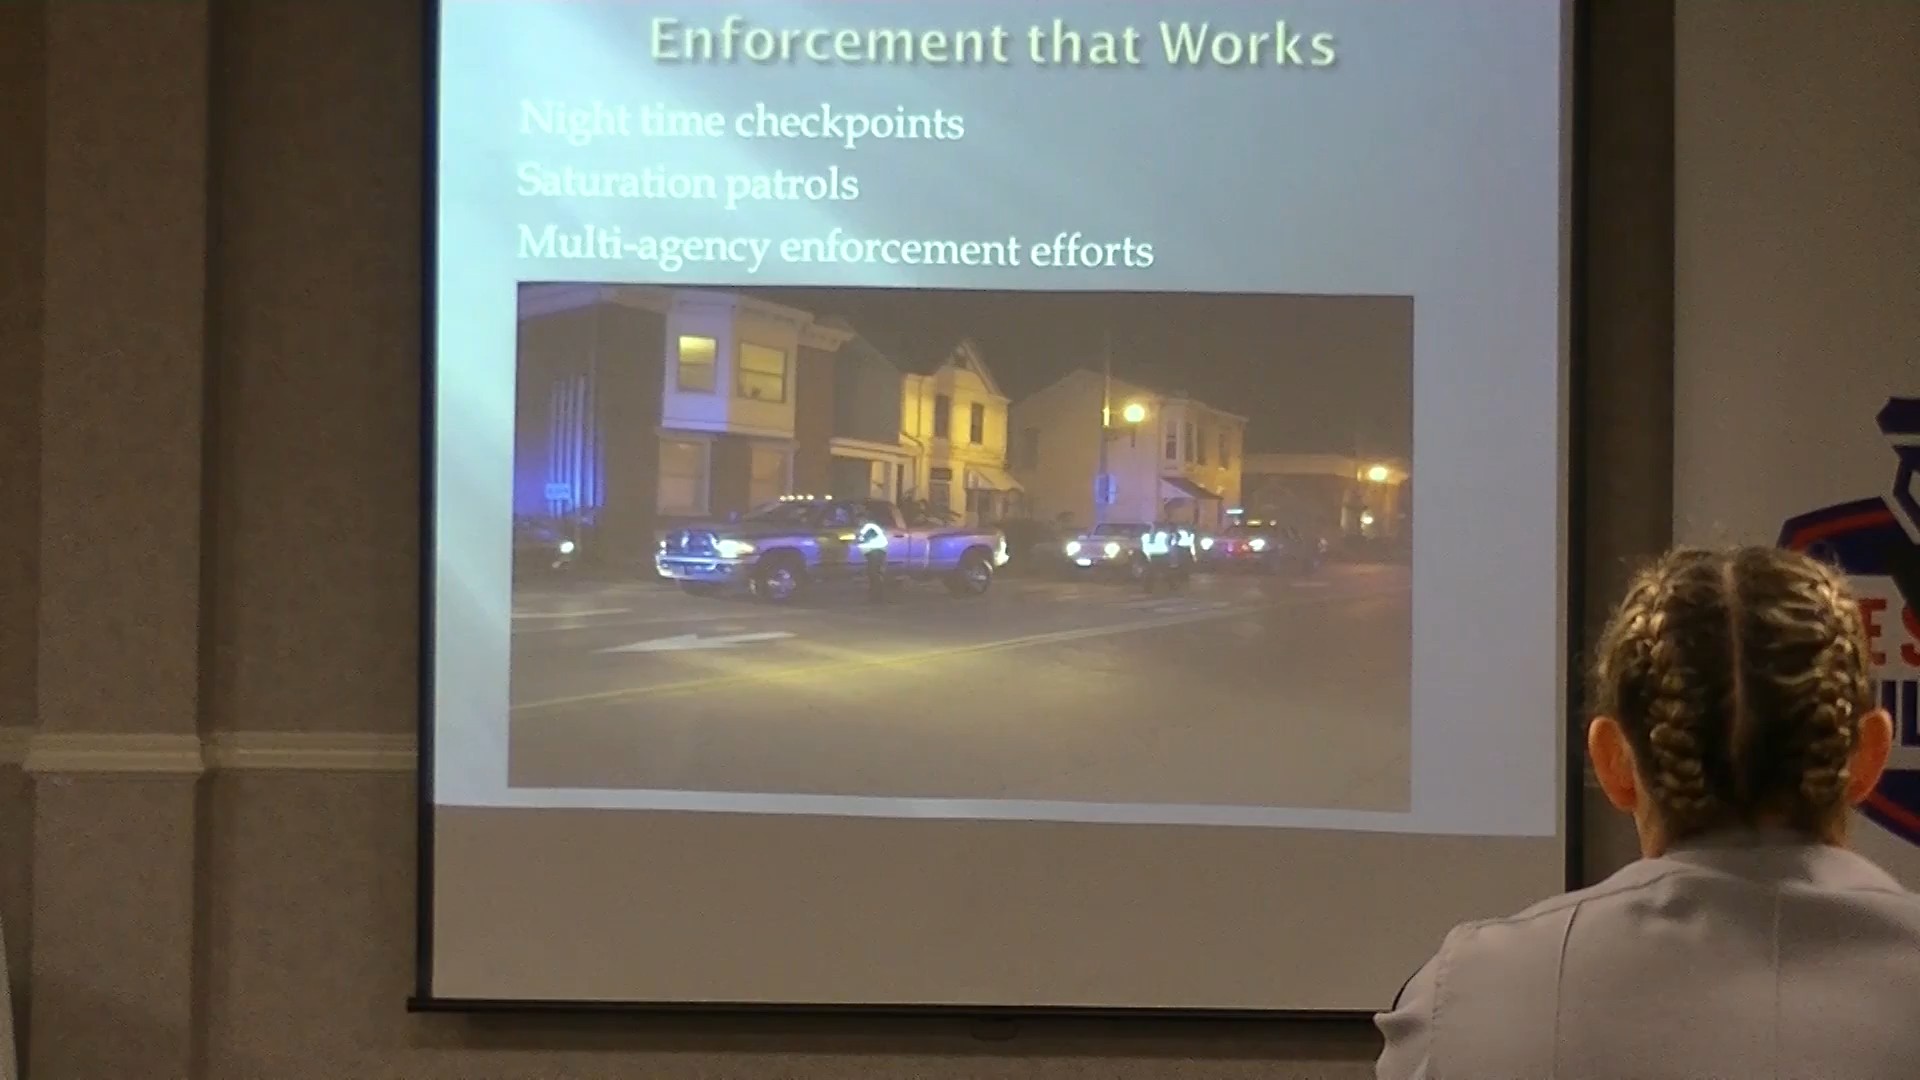 Enforcement that Works
Night time checkpoints
Saturation patrols
Multi-agency enforcement efforts
E S